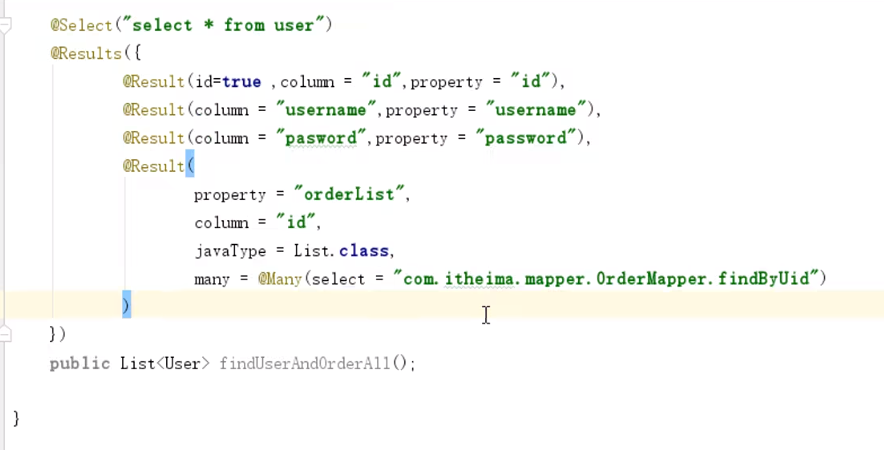 @Select("select * from user")
@Results({
@Result(id=true ,column = "id",property = "id"),
@Result(column = "username",property = "username"),
@Result(column = "pasword",property = "password"),
@Result(
property = "orderList",
column = "id",
javaType = List.class,
many = @Many(select = "com.itheima.mapper.OrderMapper.findByUid")
)
})
public List<User> findUserAndOrderAll();
}